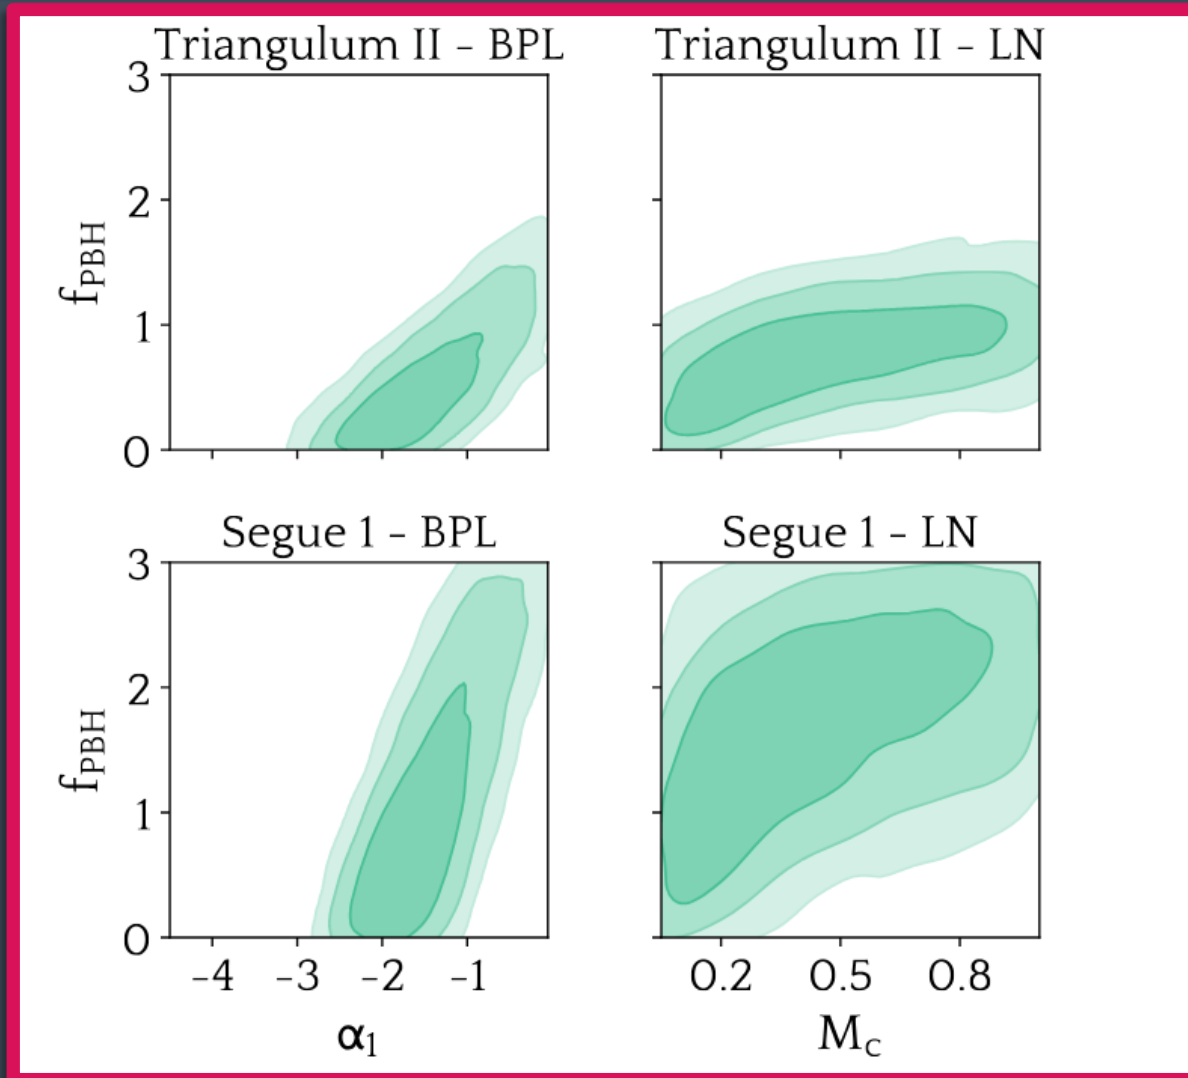 Triangulum II - BPL
Triangulum II - LN
3
2
1
0
f_PBH
Segue 1 - BPL
Segue 1 - LN
3
2
1
0
f_PBH
-4 -3 -2 -1
0.2 0.5 0.8
α₁
M_c